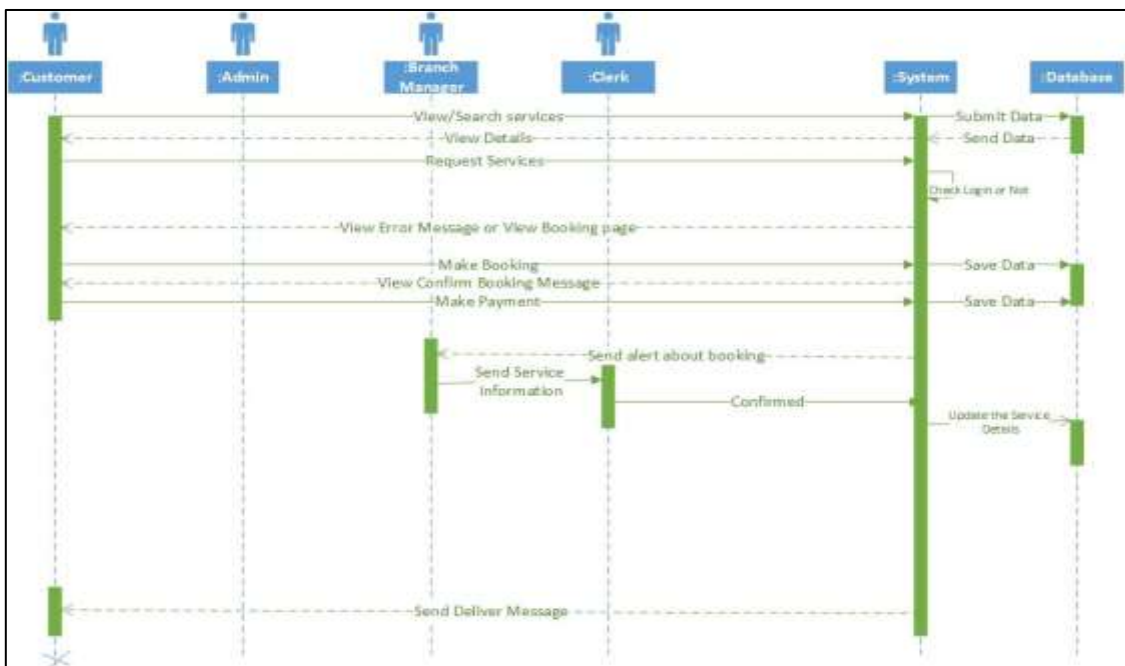 :Customer
:Admin
:Branch
Manager
:Clerk
:System
:Database
View/Search services
Submit Data
View Details
Send Data
Request Services
Check Login or Not
View Error Message or View Booking page
Make Booking
Save Data
View Confirm Booking Message
Make Payment
Save Data
Send alert about booking
Send Service
Information
Confirmed
Update the Service
Details
Send Deliver Message